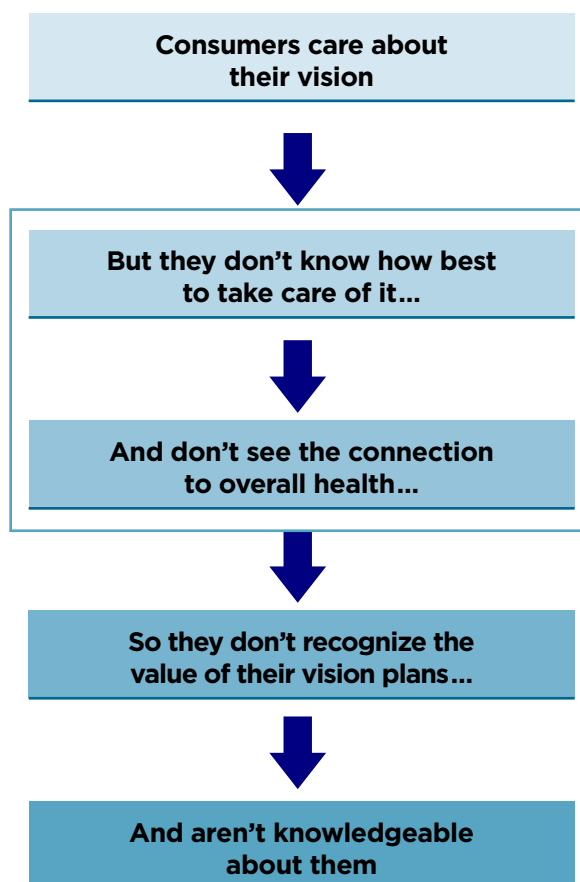 Consumers care about
their vision
But they don’t know how best
to take care of it...
And don’t see the connection
to overall health...
So they don’t recognize the
value of their vision plans...
And aren’t knowledgeable
about them